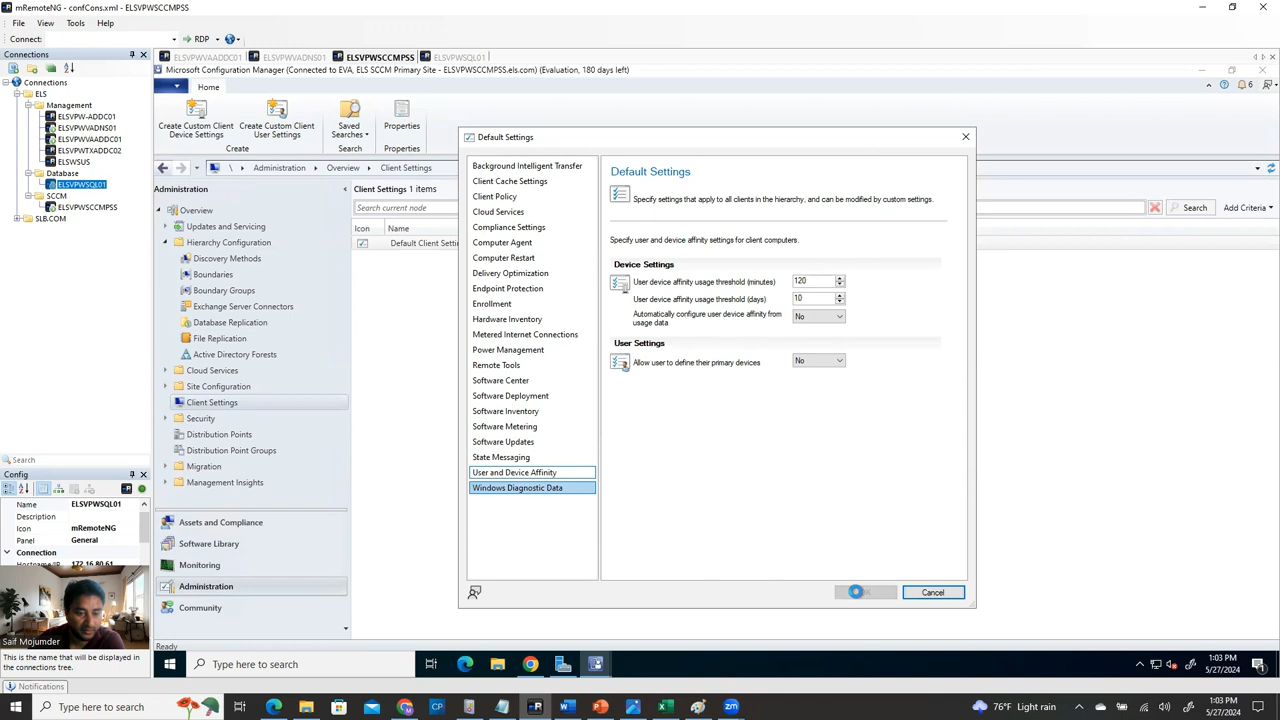 mRemoteNG - confCons.xml - ELSVPWSCCMPSS
File View Tools Help
Connect: RDP
Connections
Connections
ELS
Management
ELSVPW-ADDC01
ELSVPWVADNS01
ELSVPWVAADDC01
ELSVPWTXADDC02
ELSWSUS
Database
ELSVPWSQL01
SCCM
ELSVPWSCCMPSS
SLB.COM
Search
Config
Name ELSVPWSQL01
Description
Icon mRemoteNG
Panel General
Connection
Hostname/IP 172.16.80.61
Saif Mojumder
This is the name that will be displayed in the connections tree.
Notifications
ELSVPWVAADDC01 ELSVPWVADNS01 ELSVPWSCCMPSS ELSVPWSQL01
Microsoft Configuration Manager (Connected to EVA, ELS SCCM Primary Site - ELSVPWSCCMPSS.els.com) (Evaluation, 180 days left)
Home
6
Create Custom Client Device Settings
Create Custom Client User Settings
Saved Searches
Properties
Create Search Properties
\ Administration Overview Client Settings
Administration
Overview
Updates and Servicing
Hierarchy Configuration
Discovery Methods
Boundaries
Boundary Groups
Exchange Server Connectors
Database Replication
File Replication
Active Directory Forests
Cloud Services
Site Configuration
Client Settings
Security
Distribution Points
Distribution Point Groups
Migration
Management Insights
Assets and Compliance
Software Library
Monitoring
Administration
Community
Ready
Client Settings 1 items
Search current node
Search Add Criteria
Icon Name
Default Client Setti
Default Settings
Background Intelligent Transfer
Client Cache Settings
Client Policy
Cloud Services
Compliance Settings
Computer Agent
Computer Restart
Delivery Optimization
Endpoint Protection
Enrollment
Hardware Inventory
Metered Internet Connections
Power Management
Remote Tools
Software Center
Software Deployment
Software Inventory
Software Metering
Software Updates
State Messaging
User and Device Affinity
Windows Diagnostic Data
Default Settings
Specify settings that apply to all clients in the hierarchy, and can be modified by custom settings.
Specify user and device affinity settings for client computers.
Device Settings
User device affinity usage threshold (minutes) 120
User device affinity usage threshold (days) 10
Automatically configure user device affinity from usage data No
User Settings
Allow user to define their primary devices No
Cancel
Type here to search
1:03 PM
5/27/2024
Type here to search
76°F Light rain
1:03 PM
5/27/2024